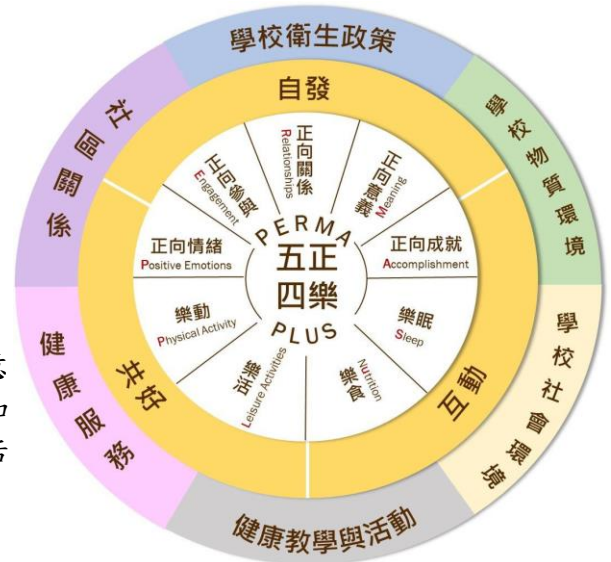 學校衛生政策
學校物質環境
學校社會環境
健康教學與活動
健康服務
社區關係
自發
互動
共好
正向情緒
Positive Emotions
正向參與
Engagement
正向關係
Relationships
正向意義
Meaning
正向成就
Accomplishment
樂眠
Sleep
Nutrition
樂食
樂活
Leisure Activities
樂動
Physical Activity
PERMA
五正
四樂
PLUS